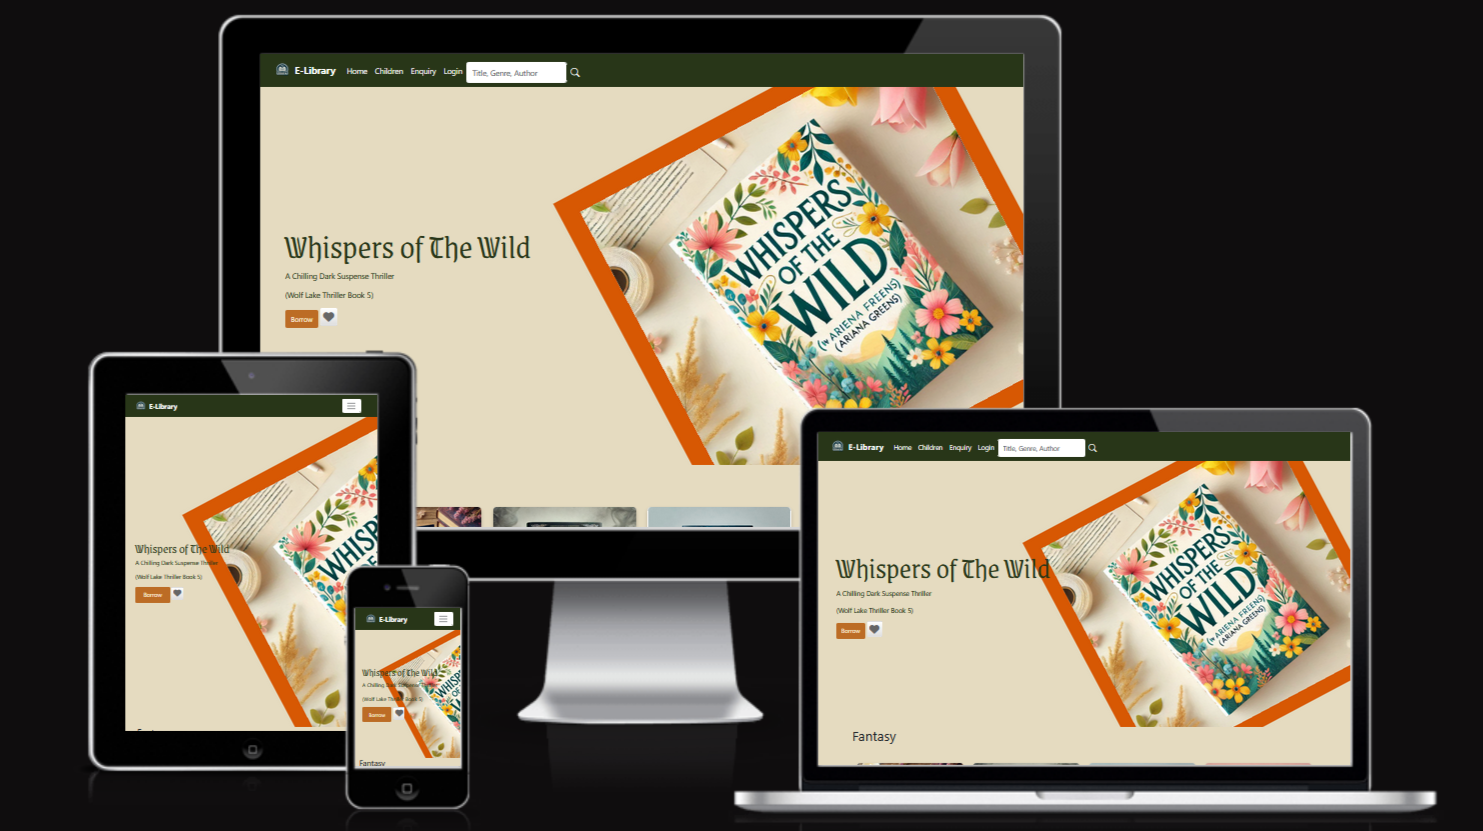 E-Library Home Children Enquiry Login Title, Genre, Author
Whispers of The Wild
A Chilling Dark Suspense Thriller
(Wolf Lake Thriller Book 5)
Borrow
WHISPERS
OF THE
WILD
(w ARIENA FREENS)
(ARIANA GREENS)
E-Library
Whispers of The Wild
A Chilling Dark Suspense Thriller
(Wolf Lake Thriller Book 5)
Borrow
WHISP
OF
W
E-Library
Whispers of The Wild
A Chilling Dark Suspense
(Wolf Lake Thriller Book 5)
Borrow
WHISP
Fantasy
E-Library Home Children Enquiry Login Title, Genre, Author
Whispers of The Wild
A Chilling Dark Suspense Thriller
(Wolf Lake Thriller Book 5)
Borrow
WHISPERS
OF THE
WILD
(w ARIENA FREENS)
(ARIANA GREENS)
Fantasy